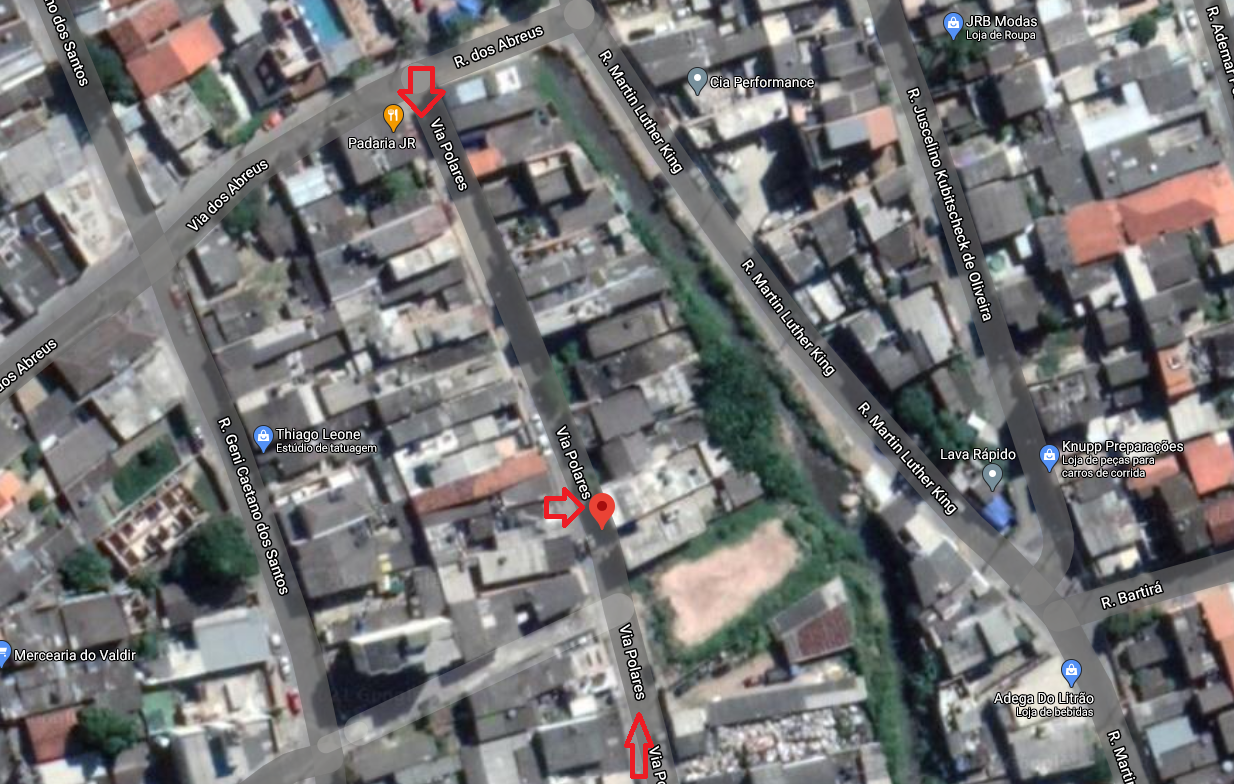 no dos Santos
R. dos Abreus
JRB Modas
Loja de Roupa
R. Ademar
Cia Performance
R. Martin Luther King
R. Juscelino Kubitscheck de Oliveira
Padaria JR
Via Polares
Via dos Abreus
R. Martin Luther King
dos Abreus
Thiago Leone
Estúdio de tatuagem
R. Geni Caetano dos Santos
Via Polares
R. Martin Luther King
Lava Rápido
Knupp Preparações
Loja de peças para
carros de corrida
R. Bartirá
Mercearia do Valdir
Via Polares
Adega Do Litrão
Loja de bebidas
Via P
R. Marti